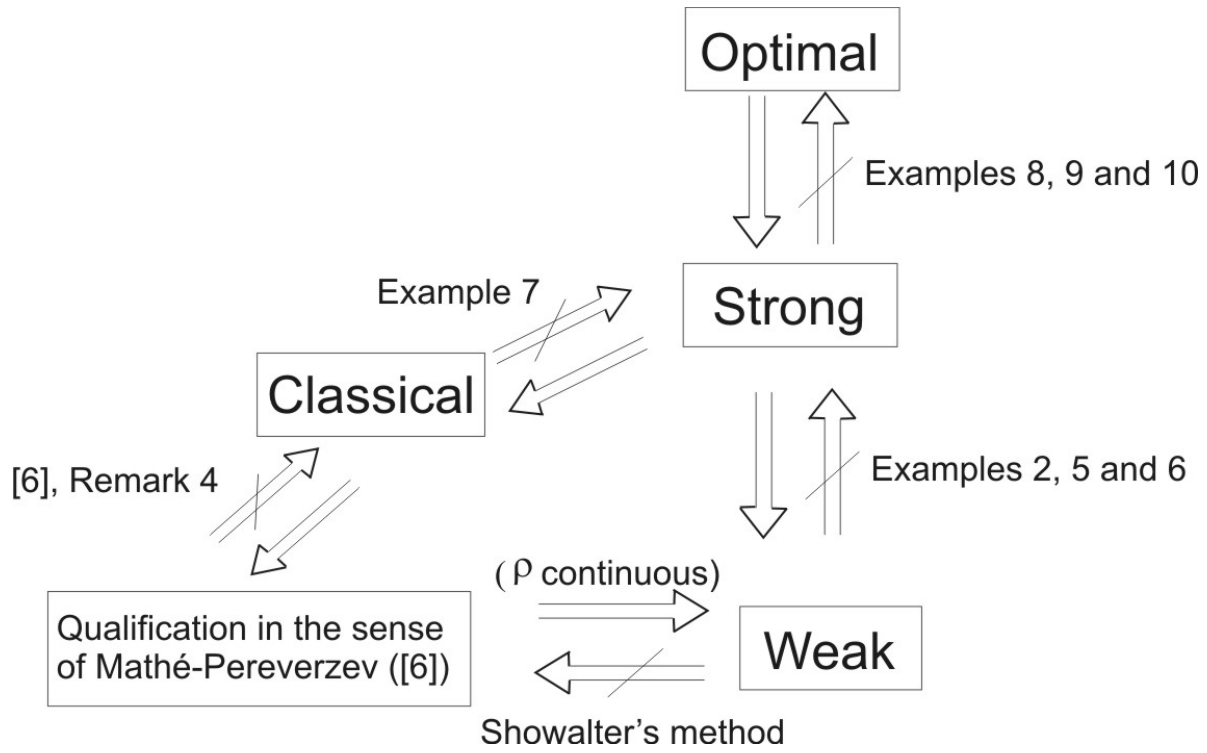 Optimal
Examples 8, 9 and 10
Example 7
Strong
Classical
[6], Remark 4
Examples 2, 5 and 6
(ρ continuous)
Qualification in the sense
of Mathé-Pereverzev ([6])
Weak
Showalter’s method